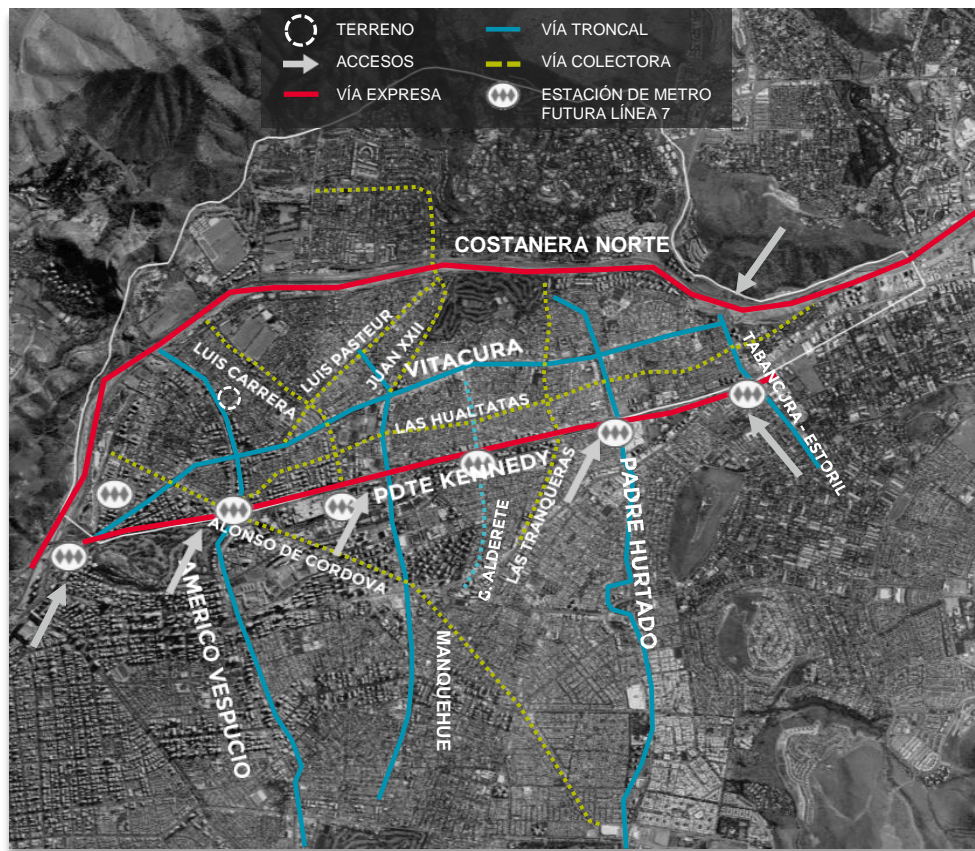 TERRENO
VÍA TRONCAL
ACCESOS
VÍA COLECTORA
VÍA EXPRESA
ESTACIÓN DE METRO
FUTURA LÍNEA 7
COSTANERA NORTE
LUIS PASTEUR
JUAN XXII
LUIS CARRERA
VITACURA
TABANCURA - ESTORIL
LAS HUALTATAS
PDTE KENNEDY
ALONSO DE CORDOVA
G. ALDERETE
LAS TRANQUERAS
PADRE HURTADO
AMERICO VESPUCIO
MANQUEHUE